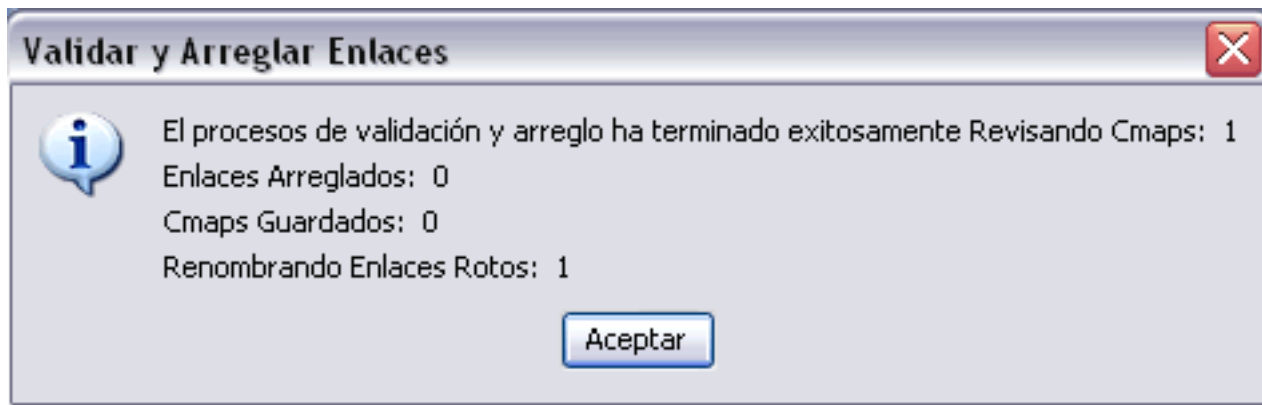 Validar y Arreglar Enlaces
El procesos de validación y arreglo ha terminado exitosamente Revisando Cmaps: 1
Enlaces Arreglados: 0
Cmaps Guardados: 0
Renombrando Enlaces Rotos: 1
Aceptar